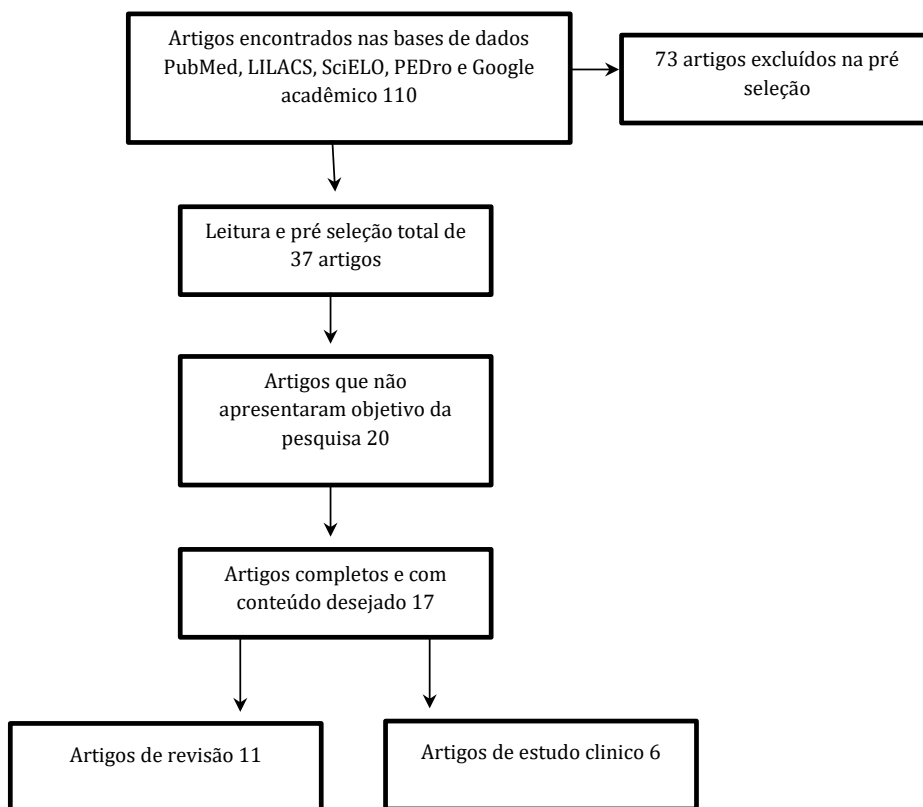 Artigos encontrados nas bases de dados
PubMed, LILACS, SciELO, PEDro e Google
acadêmico 110
73 artigos excluídos na pré
seleção
Leitura e pré seleção total de
37 artigos
Artigos que não
apresentaram objetivo da
pesquisa 20
Artigos completos e com
conteúdo desejado 17
Artigos de revisão 11
Artigos de estudo clinico 6